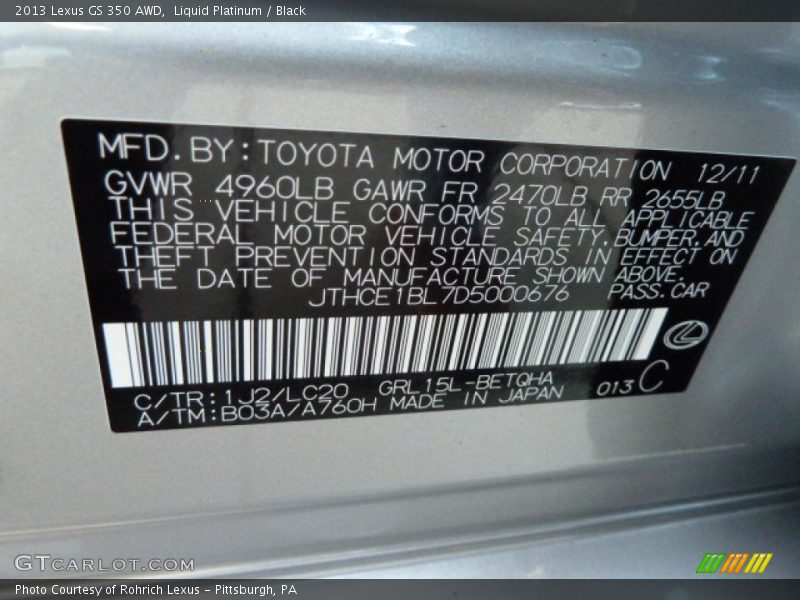 2013 Lexus GS 350 AWD, Liquid Platinum / Black
MFD. BY: TOYOTA MOTOR CORPORATION 12/11
GVWR 4960LB GAWR FR 2470LB RR 2655LB
THIS VEHICLE CONFORMS TO ALL APPLICABLE
FEDERAL MOTOR VEHICLE SAFETY, BUMPER, AND
THEFT PREVENTION STANDARDS IN EFFECT ON
THE DATE OF MANUFACTURE SHOWN ABOVE.
JTHCE1BL7D5000676 PASS. CAR
C/TR: 1J2/LC20 GRL15L-BETQHA 013 C
A/TM: B03A/A760H MADE IN JAPAN
GTCARLOT.COM
Photo Courtesy of Rohrich Lexus - Pittsburgh, PA